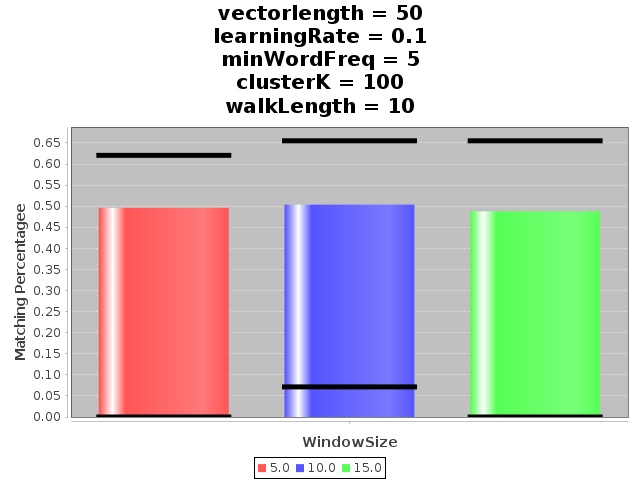 vectorlength = 50
learningRate = 0.1
minWordFreq = 5
clusterK = 100
walkLength = 10
Matching Percentagee
0.65
0.60
0.55
0.50
0.45
0.40
0.35
0.30
0.25
0.20
0.15
0.10
0.05
0.00
WindowSize
5.0 10.0 15.0